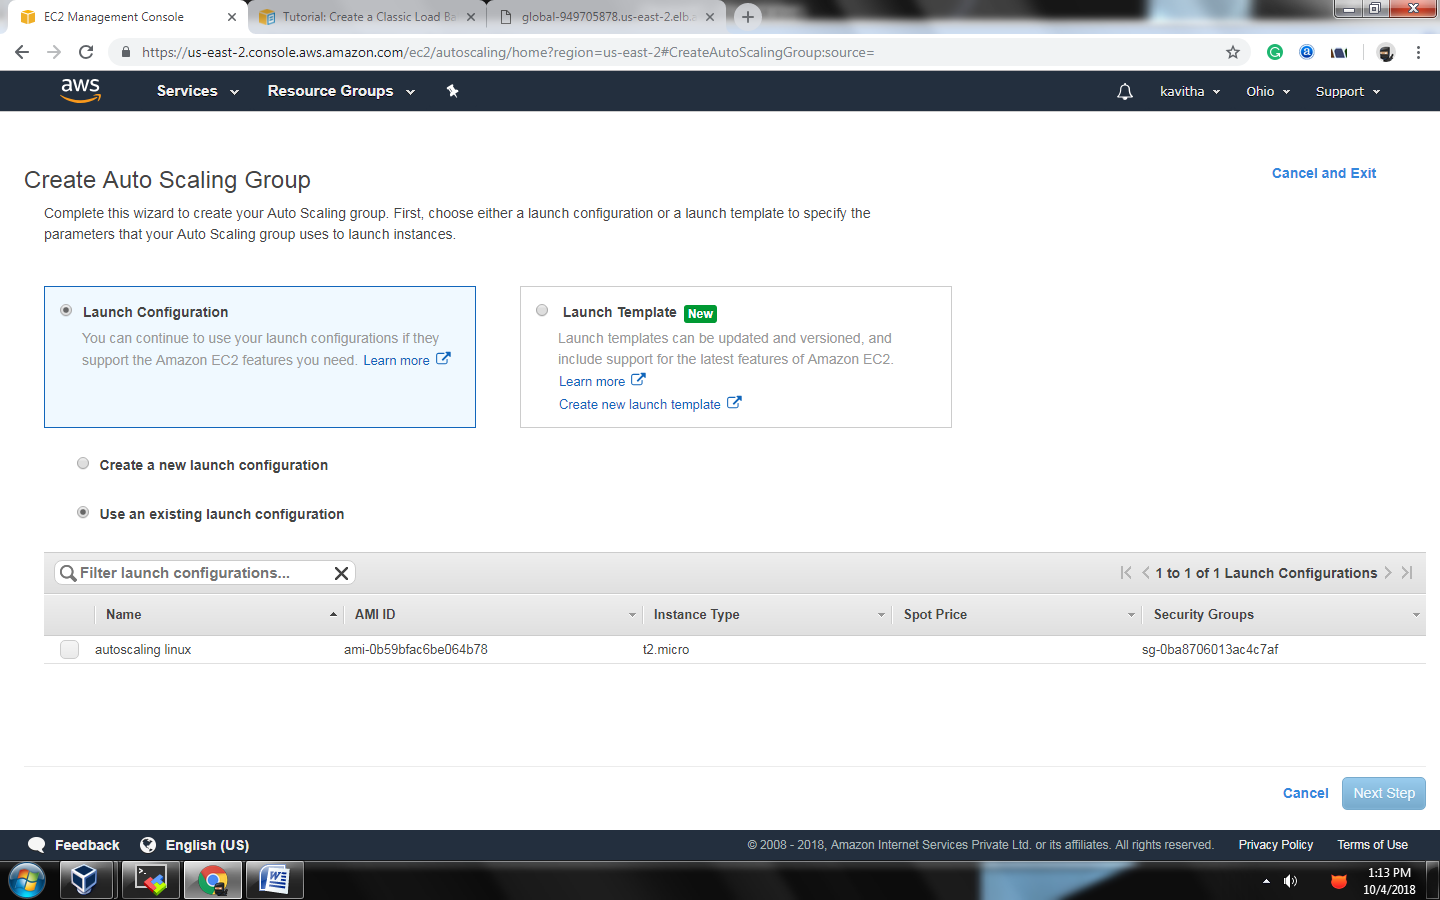 EC2 Management Console
Tutorial: Create a Classic Load Ba
global-949705878.us-east-2.elb.a
https://us-east-2.console.aws.amazon.com/ec2/autoscaling/home?region=us-east-2#CreateAutoScalingGroup:source=
aws
Services
Resource Groups
kavitha
Ohio
Support
Create Auto Scaling Group
Cancel and Exit
Complete this wizard to create your Auto Scaling group. First, choose either a launch configuration or a launch template to specify the
parameters that your Auto Scaling group uses to launch instances.
Launch Configuration
You can continue to use your launch configurations if they
support the Amazon EC2 features you need. Learn more
Launch Template New
Launch templates can be updated and versioned, and
include support for the latest features of Amazon EC2.
Learn more
Create new launch template
Create a new launch configuration
Use an existing launch configuration
Filter launch configurations...
1 to 1 of 1 Launch Configurations
Name AMI ID Instance Type Spot Price Security Groups
autoscaling linux ami-0b59bfac6be064b78 t2.micro sg-0ba8706013ac4c7af
Cancel Next Step
Feedback English (US)
© 2008 - 2018, Amazon Internet Services Private Ltd. or its affiliates. All rights reserved. Privacy Policy Terms of Use
1:13 PM
10/4/2018